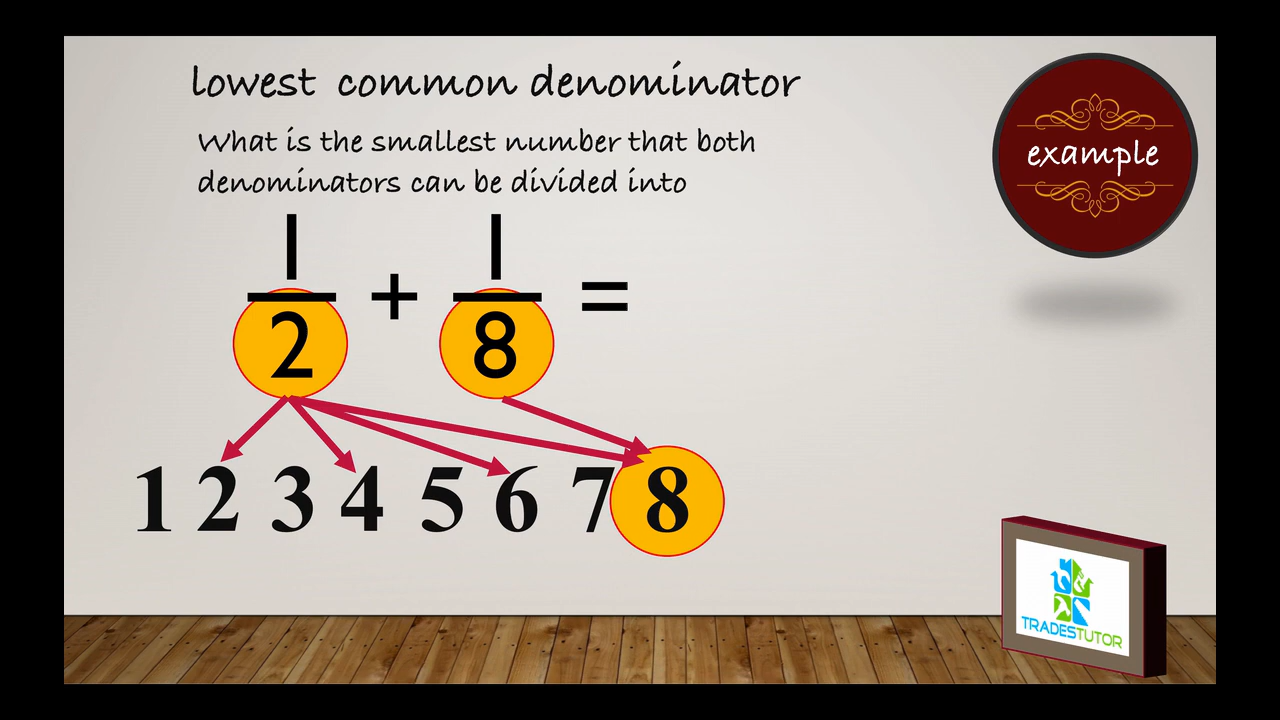 lowest common denominator
What is the smallest number that both
denominators can be divided into
example
1/2 + 1/8 =
1 2 3 4 5 6 7 8
TRADESTUTOR